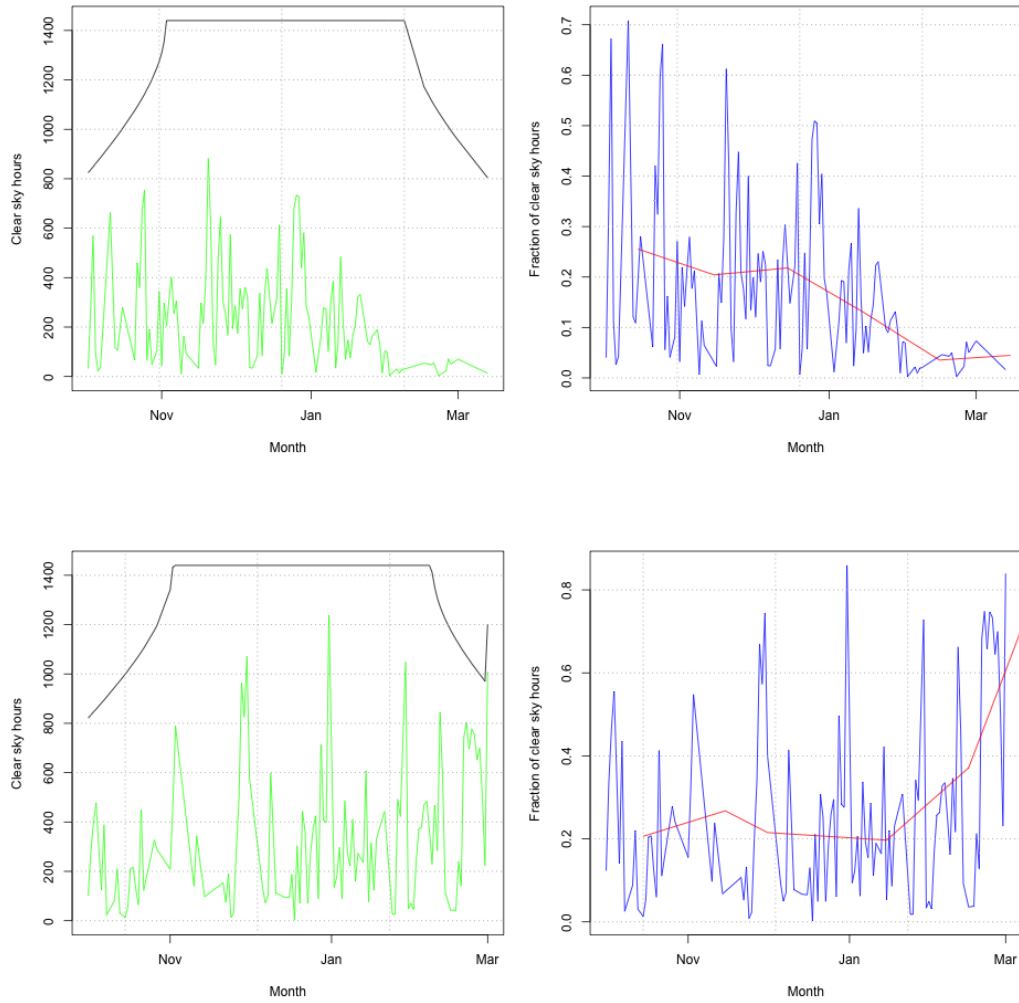 Clear sky hours
0 200 400 600 800 1000 1200 1400
Nov Jan Mar
Month
Fraction of clear sky hours
0.0 0.1 0.2 0.3 0.4 0.5 0.6 0.7
Nov Jan Mar
Month
Clear sky hours
0 200 400 600 800 1000 1200 1400
Nov Jan Mar
Month
Fraction of clear sky hours
0.0 0.2 0.4 0.6 0.8
Nov Jan Mar
Month